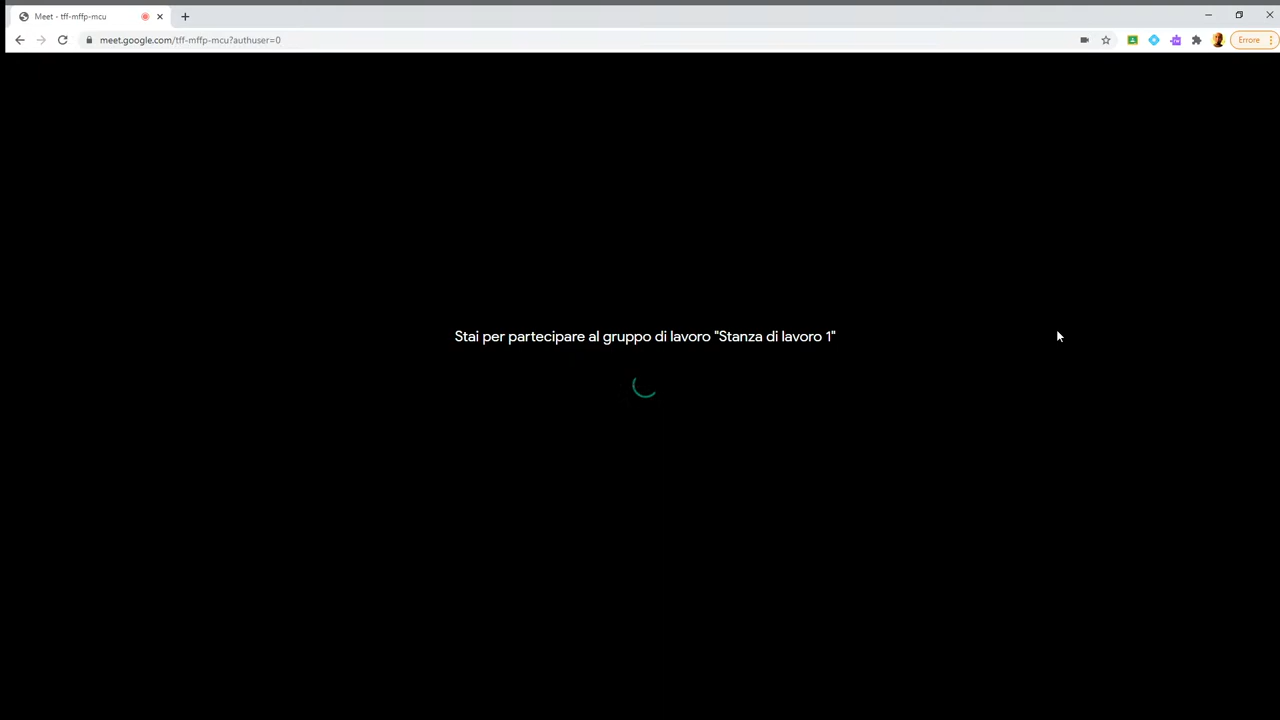 Meet - tff-mffp-mcu
meet.google.com/tff-mffp-mcu?authuser=0
Errore
Stai per partecipare al gruppo di lavoro "Stanza di lavoro 1"